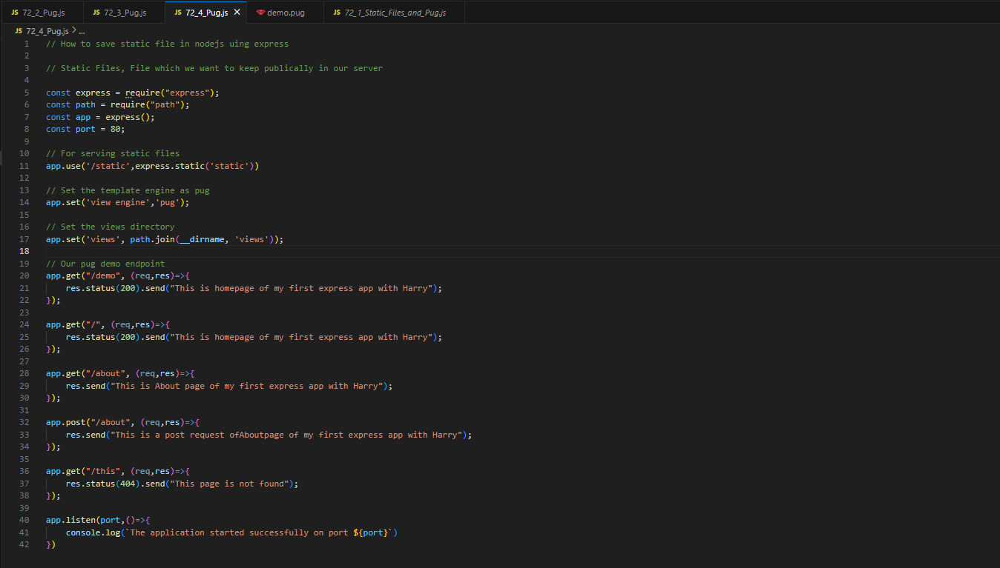 JS 72_2_Pug.js JS 72_3_Pug.js JS 72_4_Pug.js × demo.pug JS 72_1_Static_Files_and_Pug.js
JS 72_4_Pug.js > ...
1 // How to save static file in nodejs uing express
2
3 // Static Files, File which we want to keep publically in our server
4
5 const express = require("express");
6 const path = require("path");
7 const app = express();
8 const port = 80;
9
10 // For serving static files
11 app.use('/static',express.static('static'))
12
13 // Set the template engine as pug
14 app.set('view engine','pug');
15
16 // Set the views directory
17 app.set('views', path.join(__dirname, 'views'));
18
19 // Our pug demo endpoint
20 app.get("/demo", (req,res)=>{
21     res.status(200).send("This is homepage of my first express app with Harry");
22 });
23
24 app.get("/", (req,res)=>{
25     res.status(200).send("This is homepage of my first express app with Harry");
26 });
27
28 app.get("/about", (req,res)=>{
29     res.send("This is About page of my first express app with Harry");
30 });
31
32 app.post("/about", (req,res)=>{
33     res.send("This is a post request ofAboutpage of my first express app with Harry");
34 });
35
36 app.get("/this", (req,res)=>{
37     res.status(404).send("This page is not found");
38 });
39
40 app.listen(port,()=>{
41     console.log(`The application started successfully on port ${port}`)
42 })